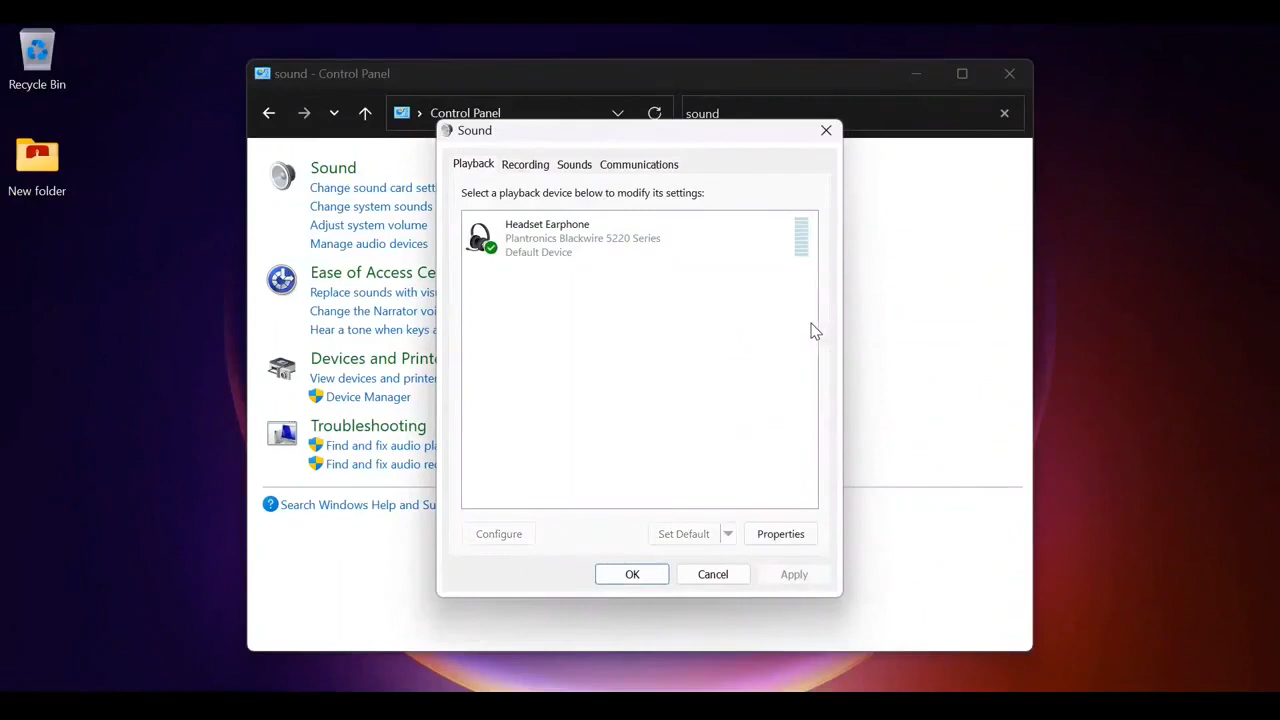 Recycle Bin
New folder
sound - Control Panel
Control Panel
sound
Sound
Change sound card sett
Change system sounds
Adjust system volume
Manage audio devices
Ease of Access Ce
Replace sounds with vis
Change the Narrator voi
Hear a tone when keys a
Devices and Printe
View devices and printer
Device Manager
Troubleshooting
Find and fix audio pla
Find and fix audio rec
Search Windows Help and Su
Sound
Playback Recording Sounds Communications
Select a playback device below to modify its settings:
Headset Earphone
Plantronics Blackwire 5220 Series
Default Device
Configure Set Default Properties
OK Cancel Apply